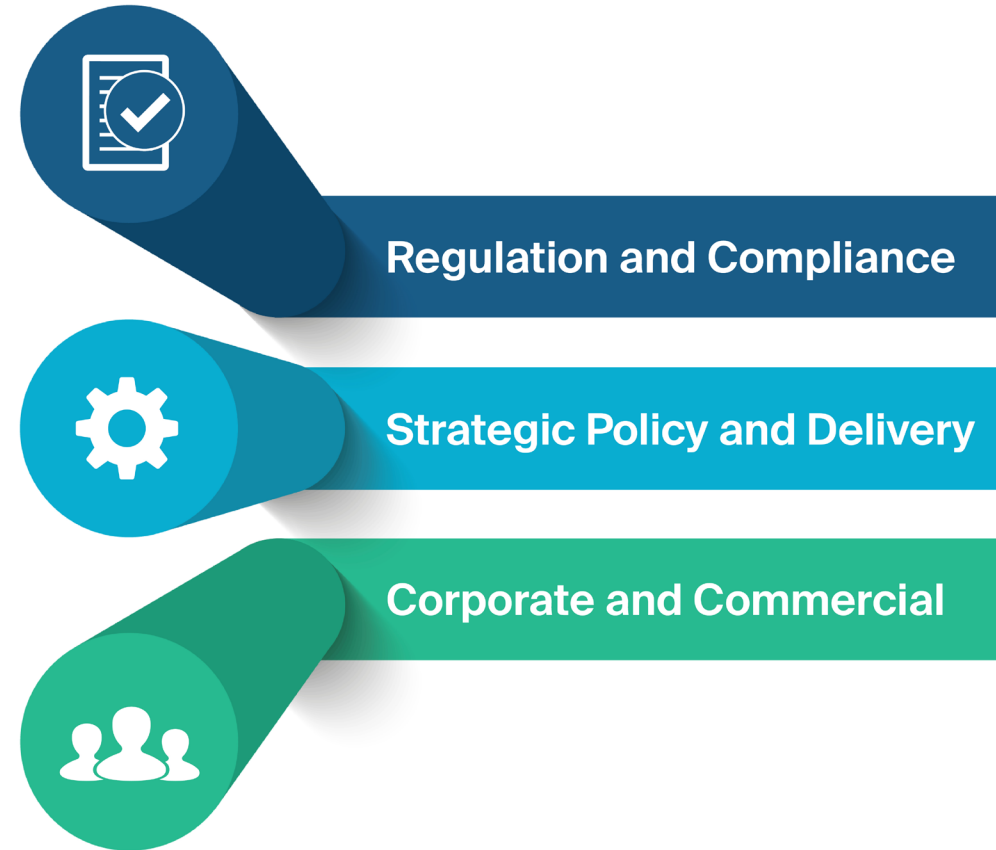 Regulation and Compliance
Strategic Policy and Delivery
Corporate and Commercial